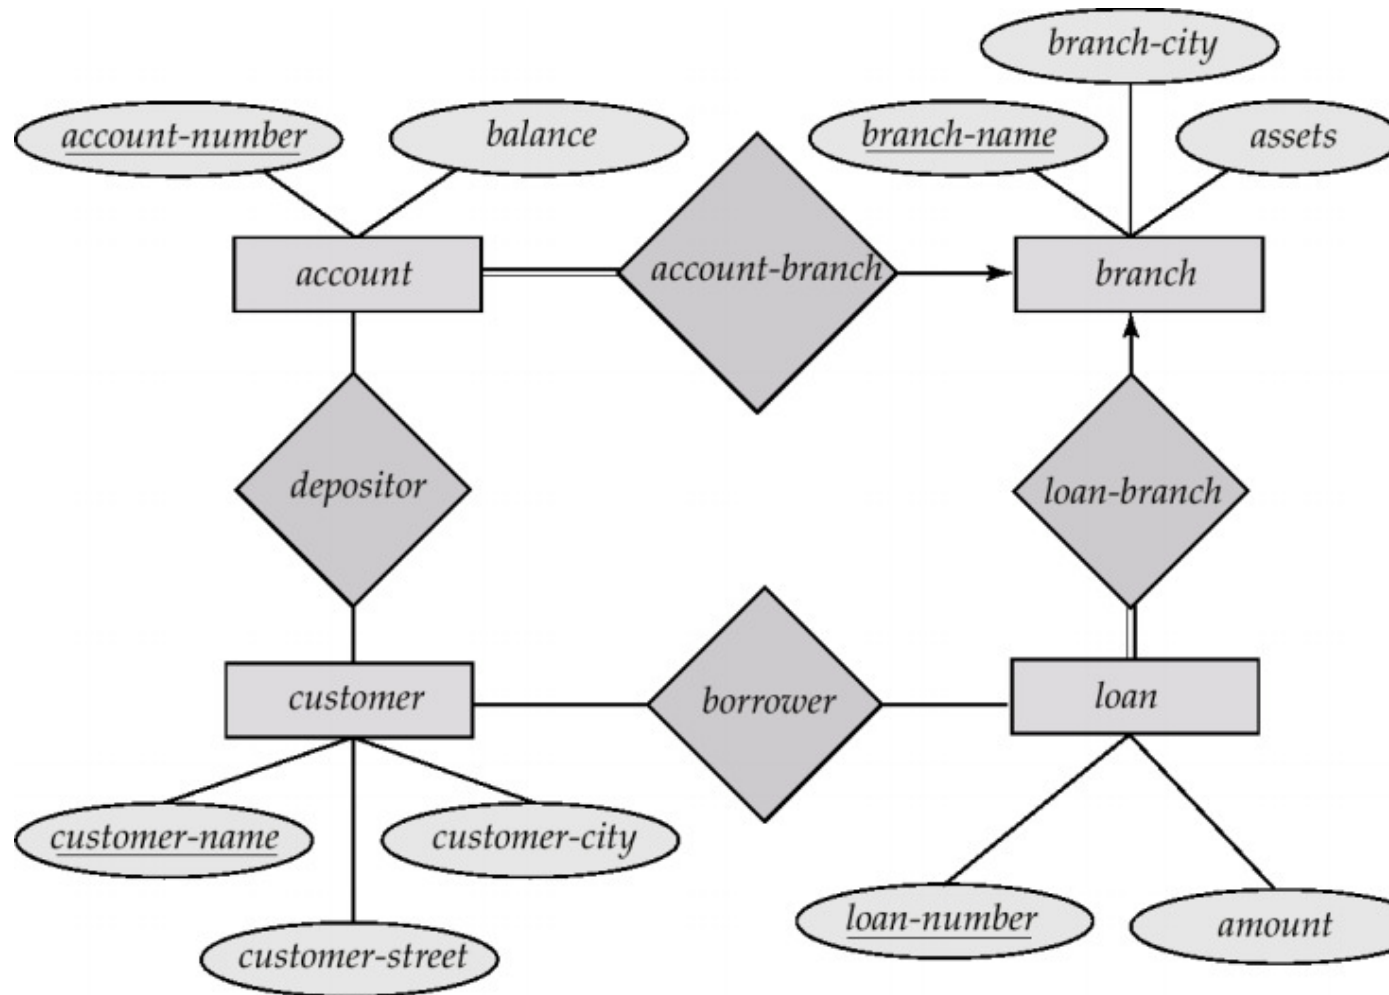 branch-city
account-number
balance
branch-name
assets
account
account-branch
branch
depositor
loan-branch
customer
borrower
loan
customer-name
customer-city
loan-number
amount
customer-street